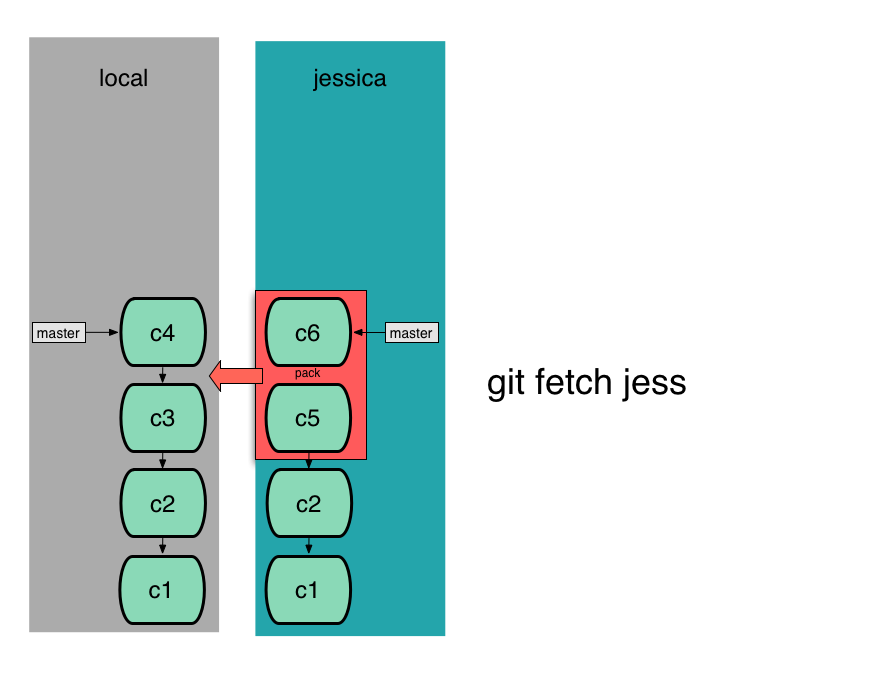 local
jessica
c4
c6
master
master
pack
git fetch jess
c3
c5
c2
c2
c1
c1